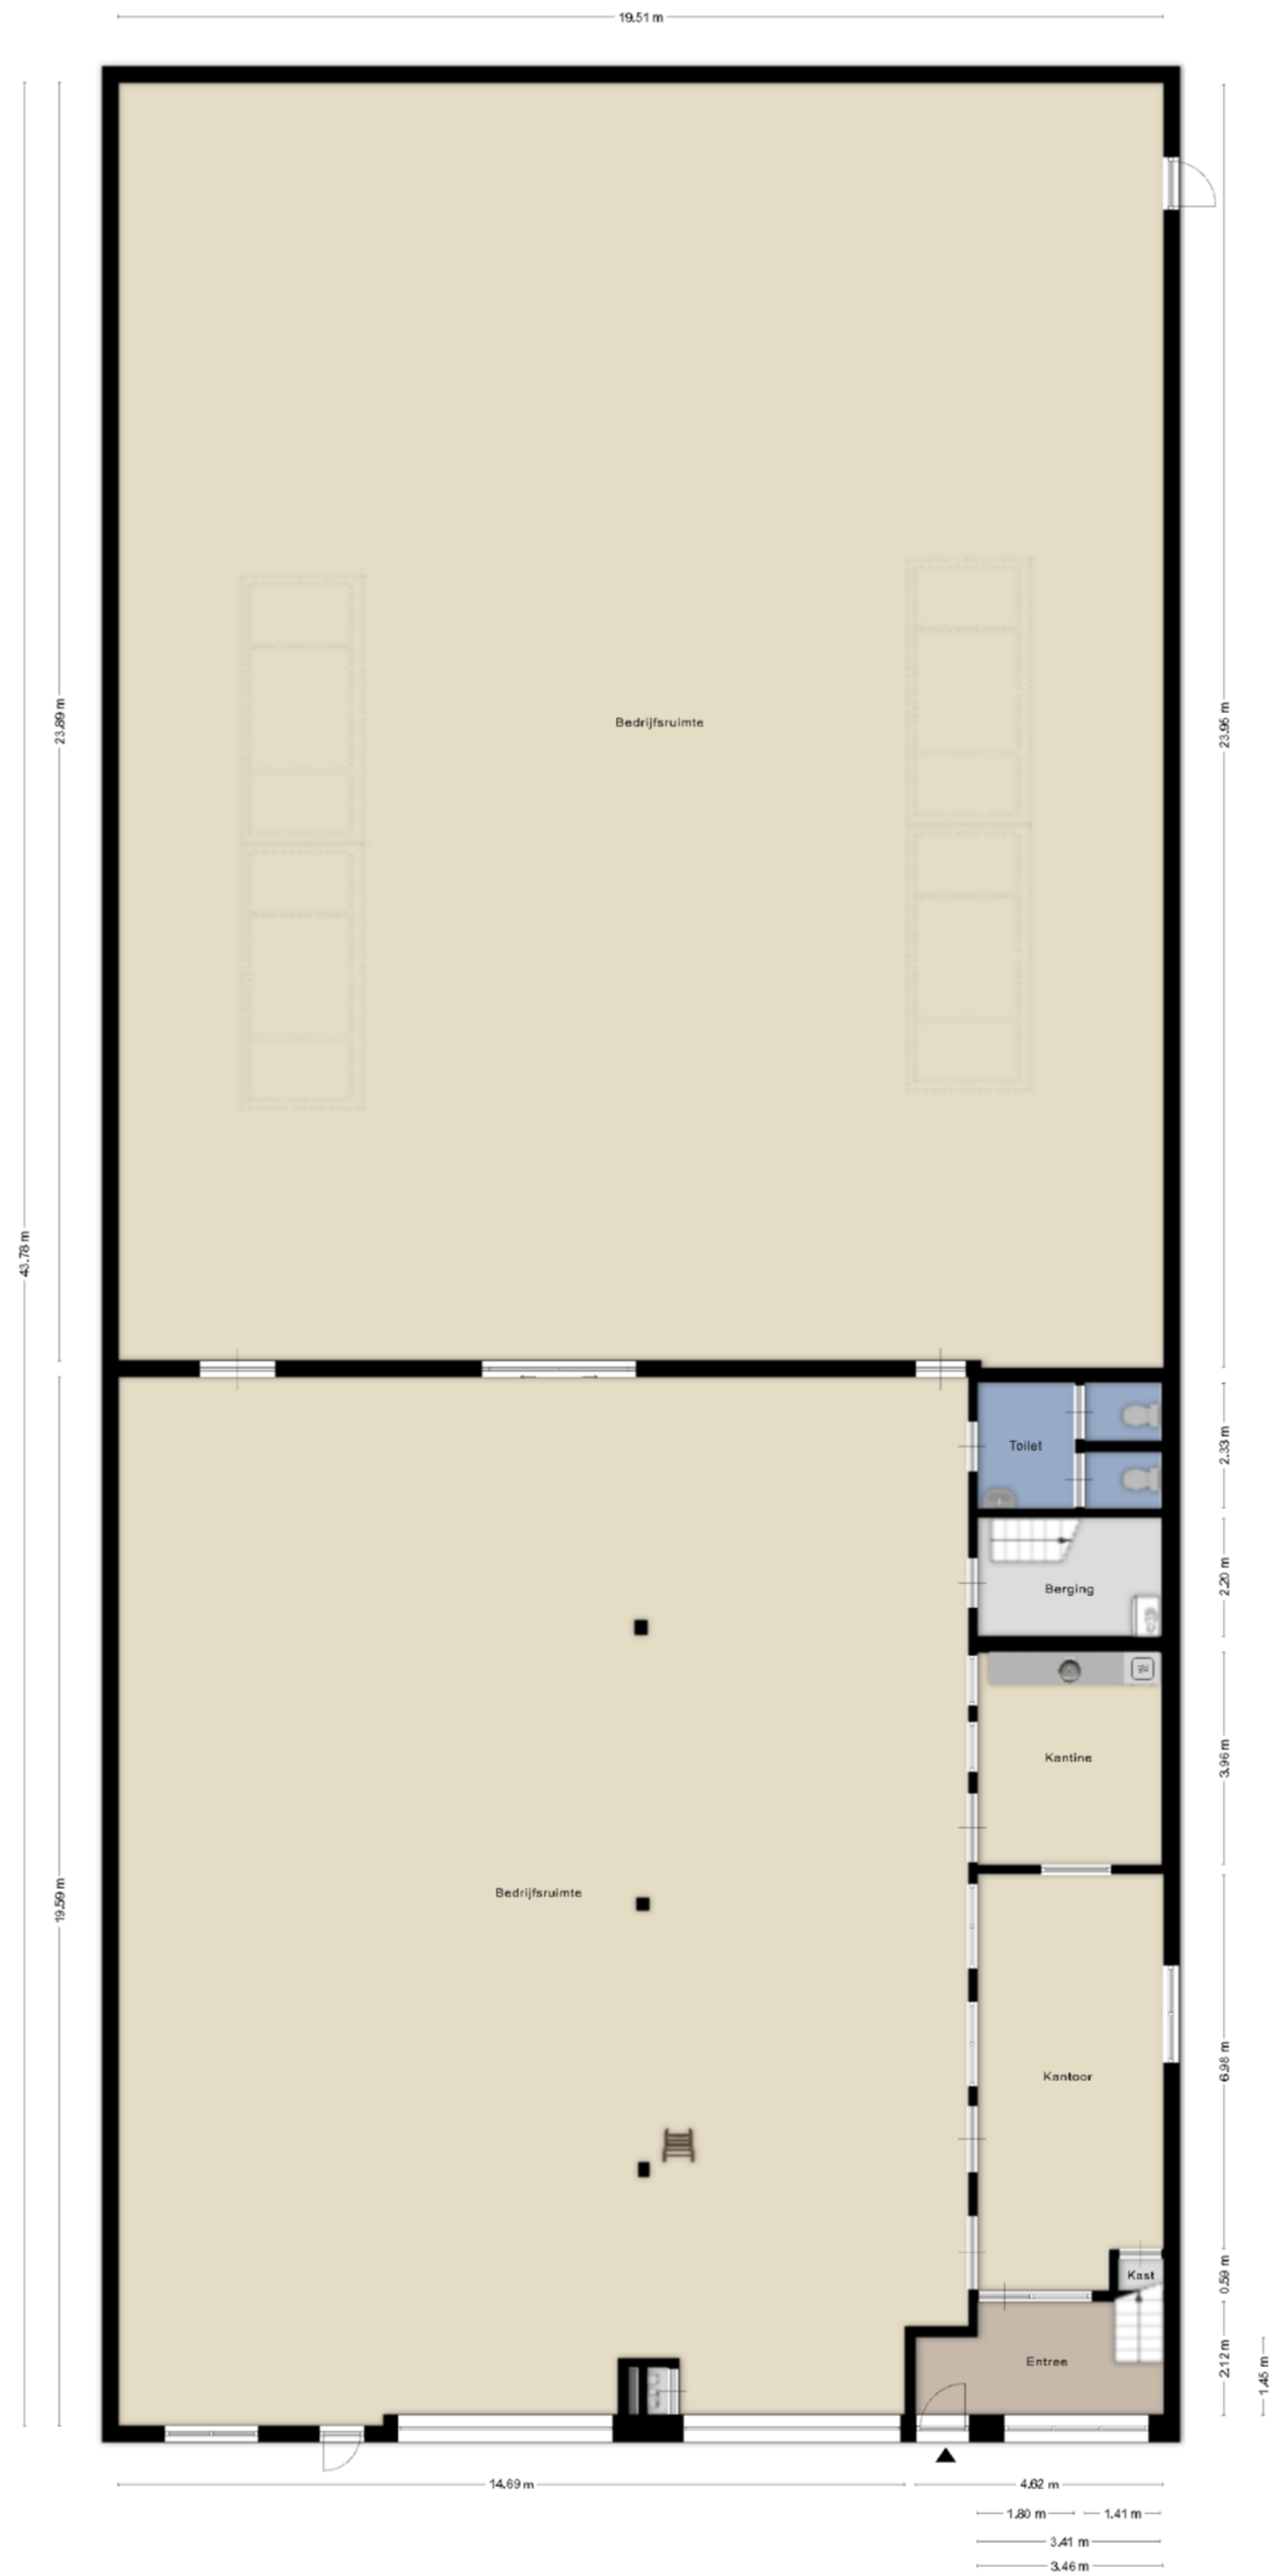 19.51 m
23.89 m
23.95 m
Bedrijfsruimte
43.78 m
Toilet
2.33 m
Berging
2.20 m
Kantine
3.96 m
Bedrijfsruimte
19.59 m
Kantoor
6.98 m
Kast
0.59 m
Entree
2.12 m
1.45 m
14.69 m
4.62 m
1.80 m
1.41 m
3.41 m
3.46 m